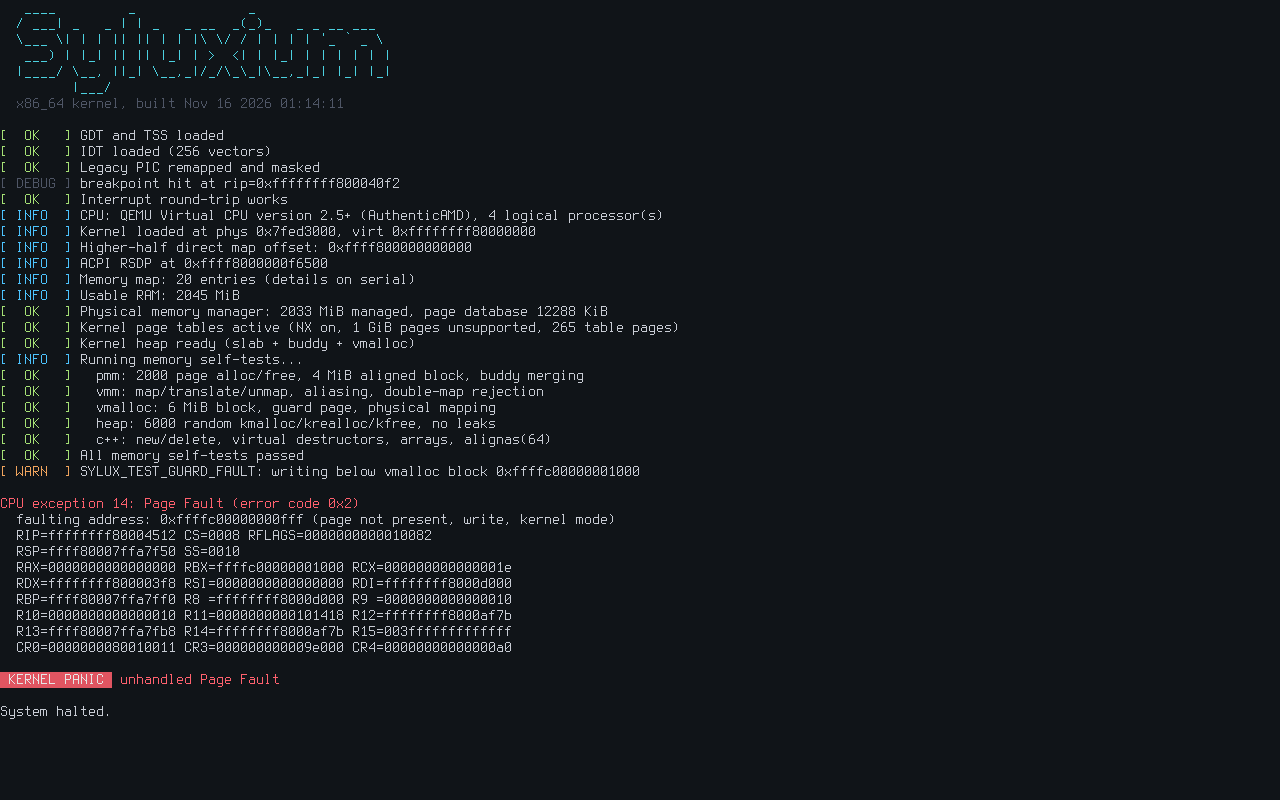 Syluxium
x86_64 kernel, built Nov 16 2026 01:14:11
[  OK   ] GDT and TSS loaded
[  OK   ] IDT loaded (256 vectors)
[  OK   ] Legacy PIC remapped and masked
[ DEBUG ] breakpoint hit at rip=0xffffffff800040f2
[  OK   ] Interrupt round-trip works
[ INFO  ] CPU: QEMU Virtual CPU version 2.5+ (AuthenticAMD), 4 logical processor(s)
[ INFO  ] Kernel loaded at phys 0x7fed3000, virt 0xffffffff80000000
[ INFO  ] Higher-half direct map offset: 0xffff800000000000
[ INFO  ] ACPI RSDP at 0xffff8000000f6500
[ INFO  ] Memory map: 20 entries (details on serial)
[ INFO  ] Usable RAM: 2045 MiB
[  OK   ] Physical memory manager: 2033 MiB managed, page database 12288 KiB
[  OK   ] Kernel page tables active (NX on, 1 GiB pages unsupported, 265 table pages)
[  OK   ] Kernel heap ready (slab + buddy + vmalloc)
[ INFO  ] Running memory self-tests...
[  OK   ]   pmm: 2000 page alloc/free, 4 MiB aligned block, buddy merging
[  OK   ]   vmm: map/translate/unmap, aliasing, double-map rejection
[  OK   ]   vmalloc: 6 MiB block, guard page, physical mapping
[  OK   ]   heap: 6000 random kmalloc/krealloc/kfree, no leaks
[  OK   ]   c++: new/delete, virtual destructors, arrays, alignas(64)
[  OK   ] All memory self-tests passed
[ WARN  ] SYLUX_TEST_GUARD_FAULT: writing below vmalloc block 0xffffc00000001000
CPU exception 14: Page Fault (error code 0x2)
  faulting address: 0xffffc00000000fff (page not present, write, kernel mode)
  RIP=ffffffff80004512 CS=0008 RFLAGS=0000000000010082
  RSP=ffff80007ffa7f50 SS=0010
  RAX=0000000000000000 RBX=ffffc00000001000 RCX=000000000000001e
  RDX=ffffffff800003f8 RSI=0000000000000000 RDI=ffffffff8000d000
  RBP=ffff80007ffa7ff0 R8 =ffffffff8000d000 R9 =0000000000000010
  R10=0000000000000010 R11=0000000000101418 R12=ffffffff8000af7b
  R13=ffff80007ffa7fb8 R14=ffffffff8000af7b R15=003fffffffffffff
  CR0=0000000080010011 CR3=000000000009e000 CR4=00000000000000a0
KERNEL PANIC unhandled Page Fault
System halted.